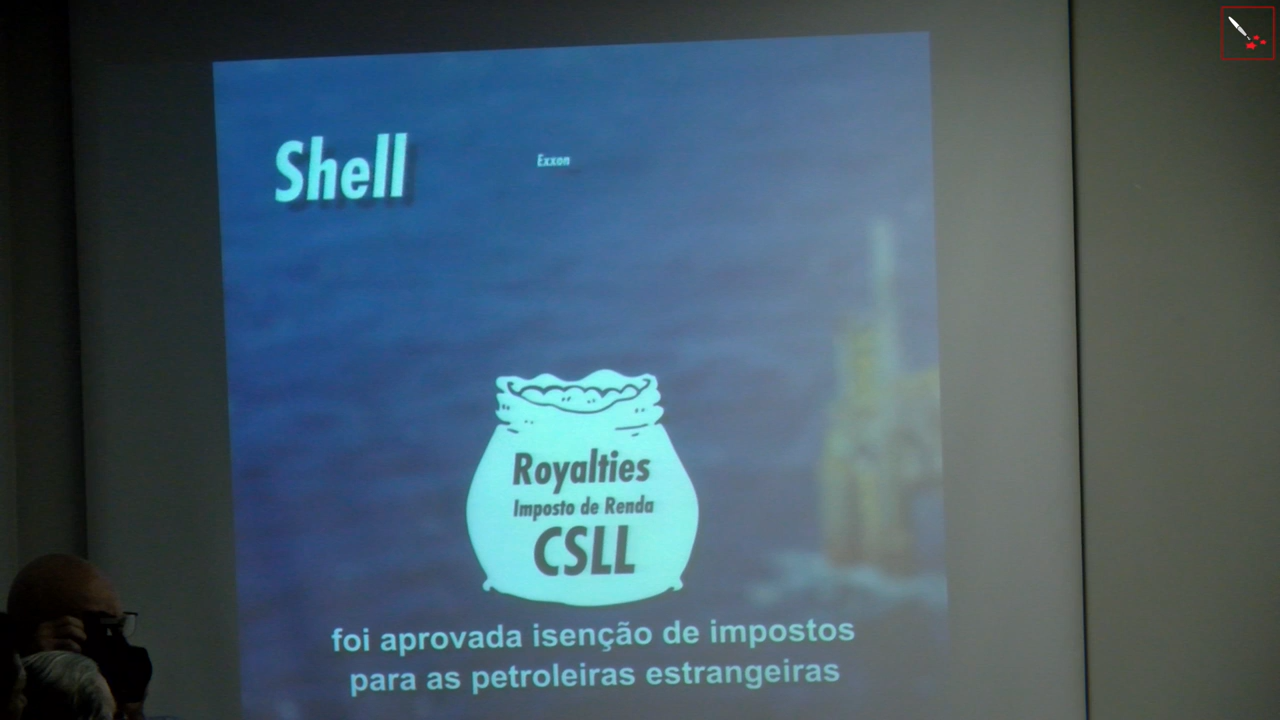 Shell
Exxon
Royalties
Imposto de Renda
CSLL
foi aprovada isenção de impostos
para as petroleiras estrangeiras